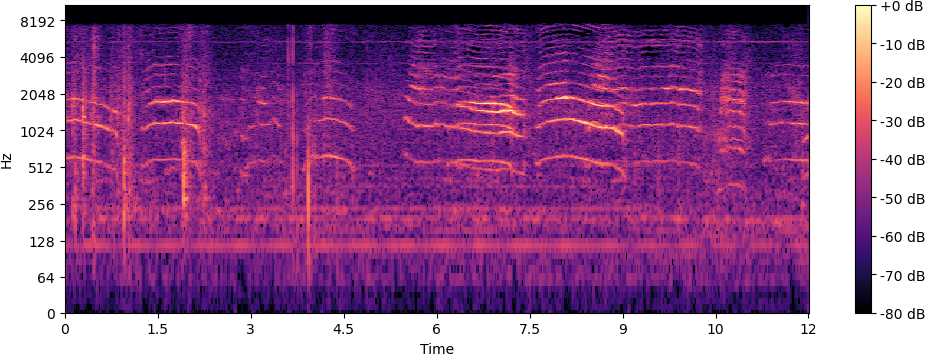 8192
4096
2048
1024
512
256
128
64
0
Hz
0 1.5 3 4.5 6 7.5 9 10 12
Time
+0 dB
-10 dB
-20 dB
-30 dB
-40 dB
-50 dB
-60 dB
-70 dB
-80 dB